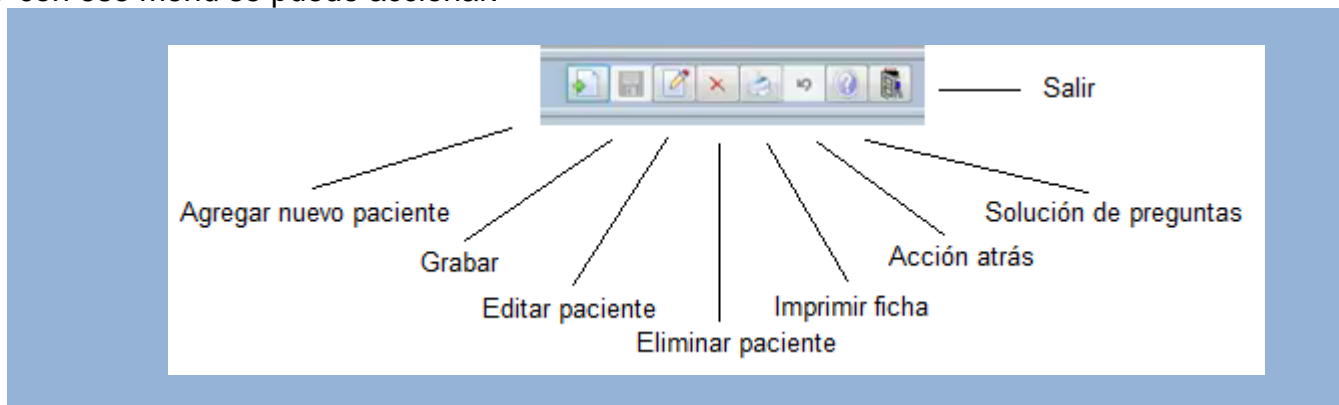 con ese menú se puede accionar:
Salir
Agregar nuevo paciente
Solución de preguntas
Grabar
Acción atrás
Editar paciente
Imprimir ficha
Eliminar paciente